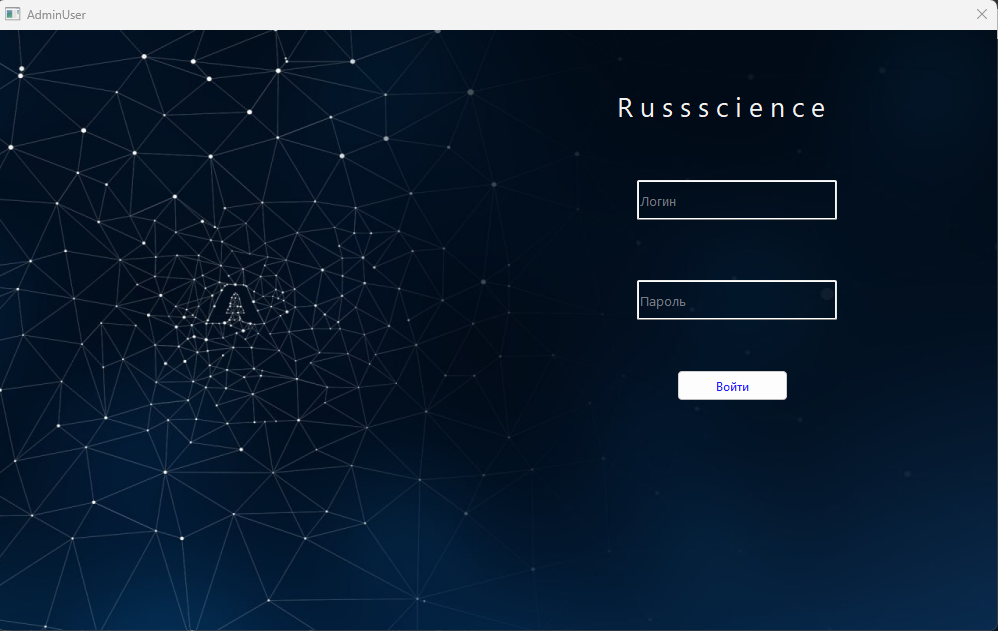 AdminUser
Russscience
Логин
Пароль
Войти